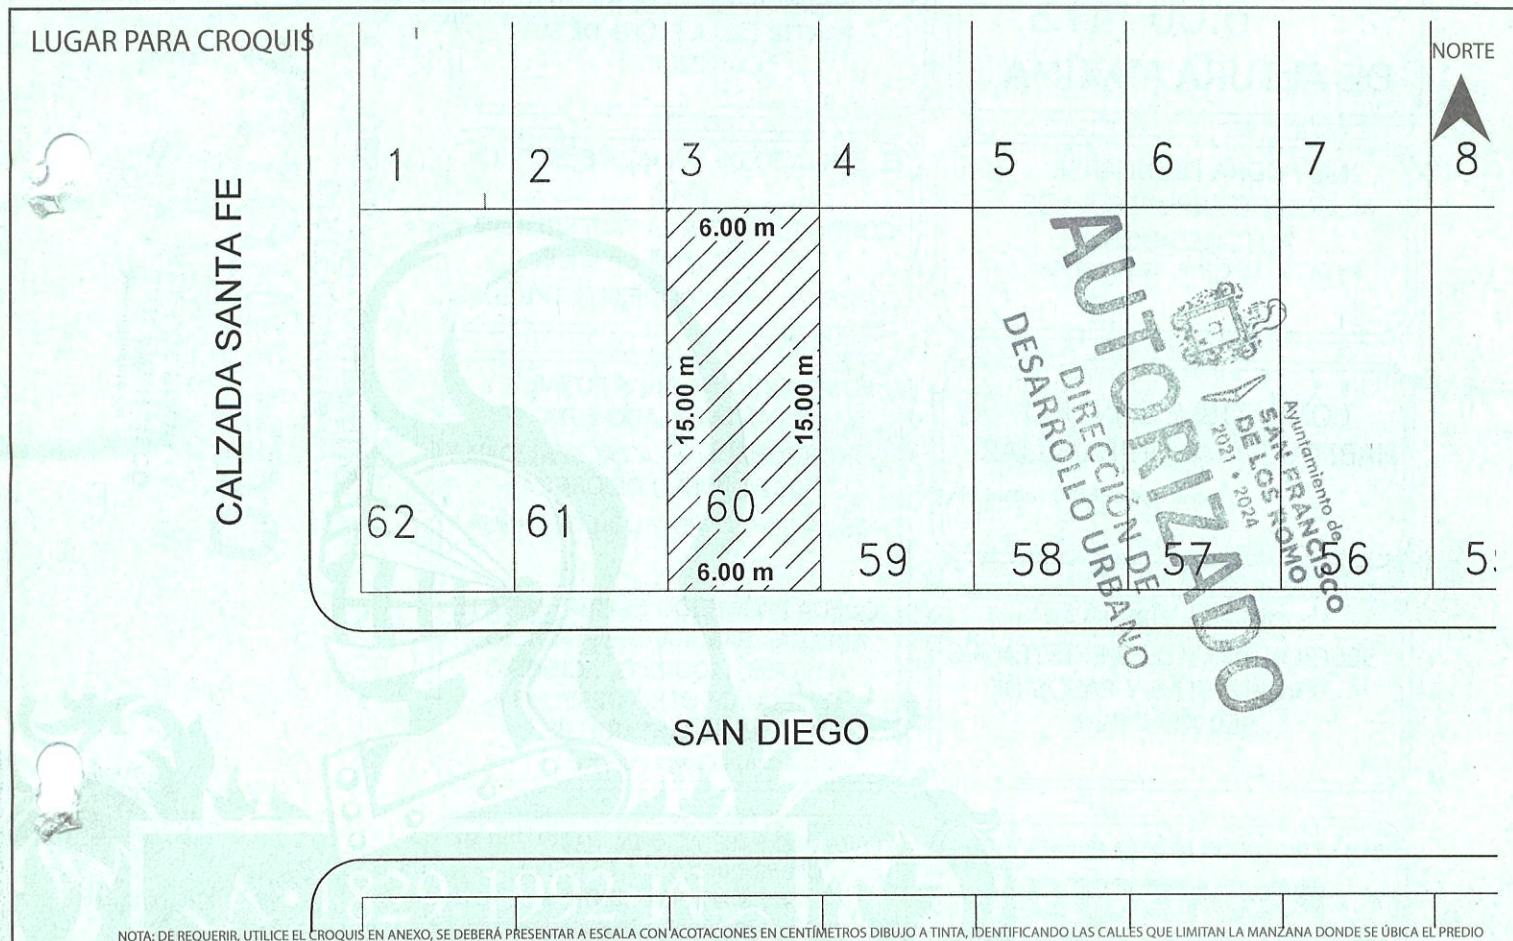 LUGAR PARA CROQUIS
NORTE
1 2 3 4 5 6 7 8
CALZADA SANTA FE
6.00 m
15.00 m
15.00 m
62 61 60 59 58 57 56
6.00 m
AUTORIZADO
DIRECCIÓN DE
DESARROLLO URBANO
Ayuntamiento de
SAN FRANCISCO
DE LOS ROMO
2021 • 2024
SAN DIEGO
NOTA: DE REQUERIR, UTILICE EL CROQUIS EN ANEXO, SE DEBERÁ PRESENTAR A ESCALA CON ACOTACIONES EN CENTÍMETROS DIBUJO A TINTA, IDENTIFICANDO LAS CALLES QUE LIMITAN LA MANZANA DONDE SE ÚBICA EL PREDIO